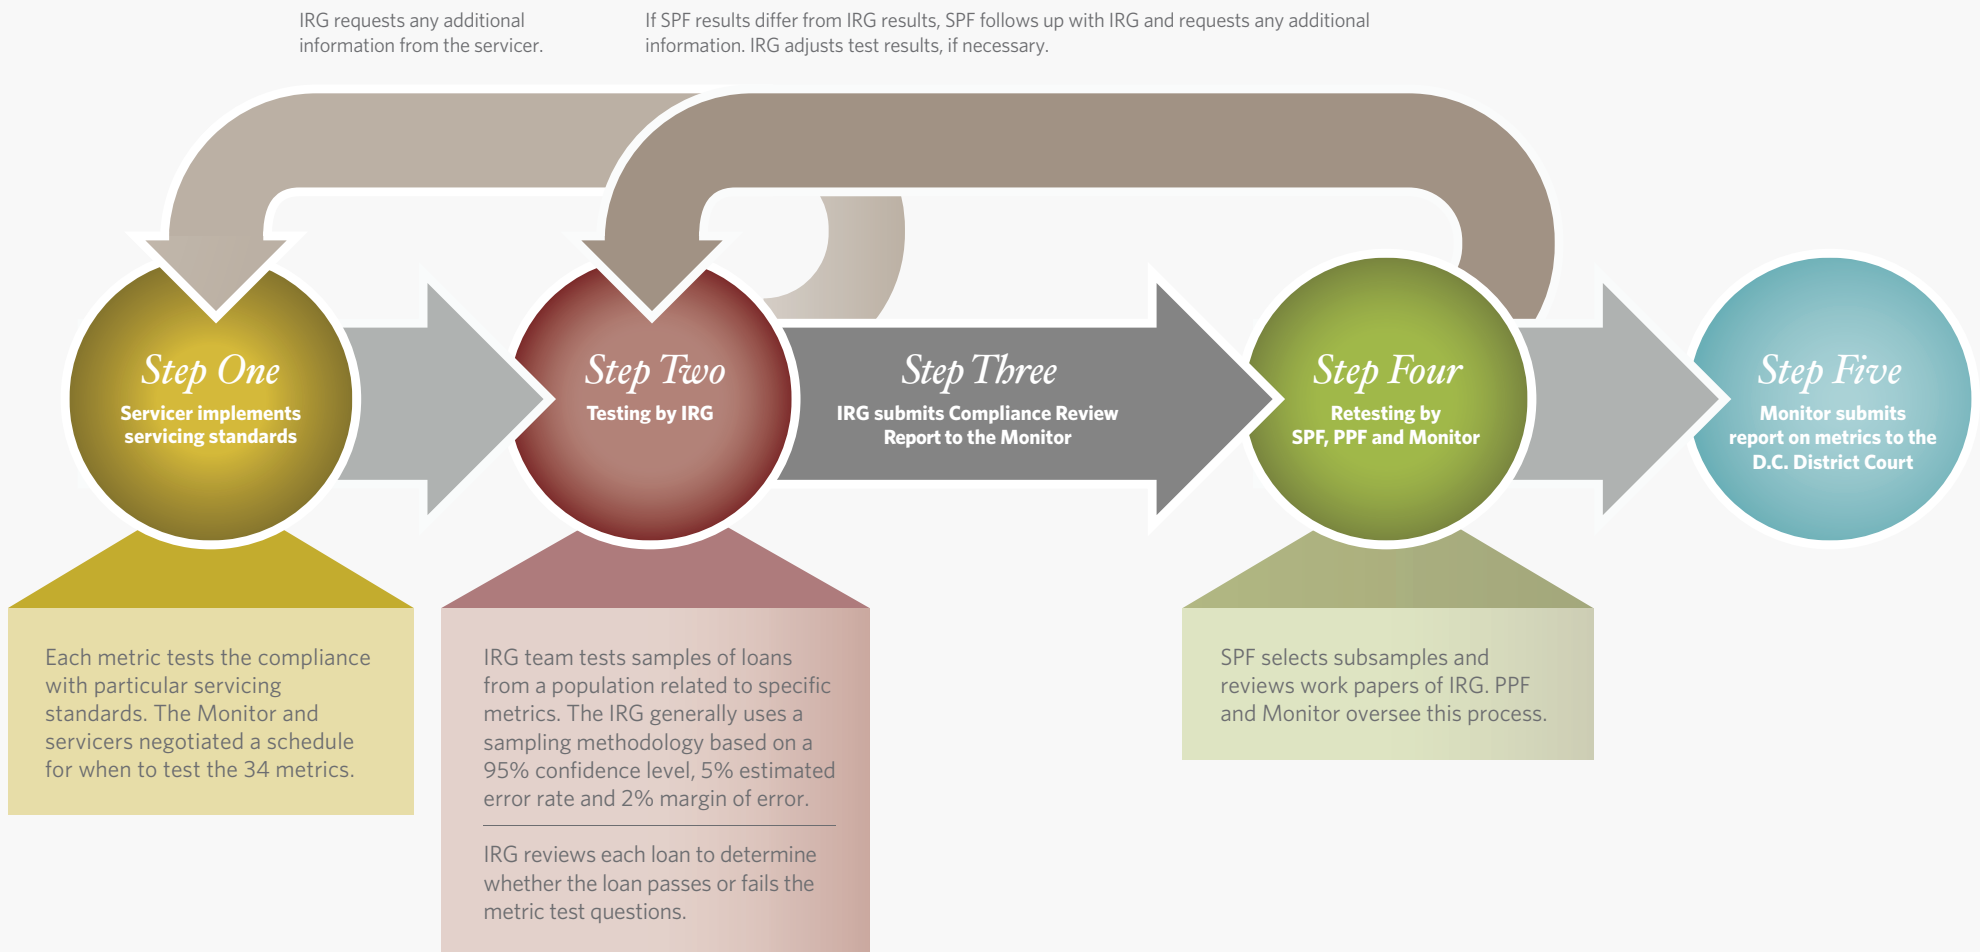 IRG requests any additional
information from the servicer.
If SPF results differ from IRG results, SPF follows up with IRG and requests any additional
information. IRG adjusts test results, if necessary.
Step One
Servicer implements
servicing standards
Step Two
Testing by IRG
Step Three
IRG submits Compliance Review
Report to the Monitor
Step Four
Retesting by
SPF, PPF and Monitor
Step Five
Monitor submits
report on metrics to the
D.C. District Court
Each metric tests the compliance
with particular servicing
standards. The Monitor and
servicers negotiated a schedule
for when to test the 34 metrics.
IRG team tests samples of loans
from a population related to specific
metrics. The IRG generally uses a
sampling methodology based on a
95% confidence level, 5% estimated
error rate and 2% margin of error.
IRG reviews each loan to determine
whether the loan passes or fails the
metric test questions.
SPF selects subsamples and
reviews work papers of IRG. PPF
and Monitor oversee this process.